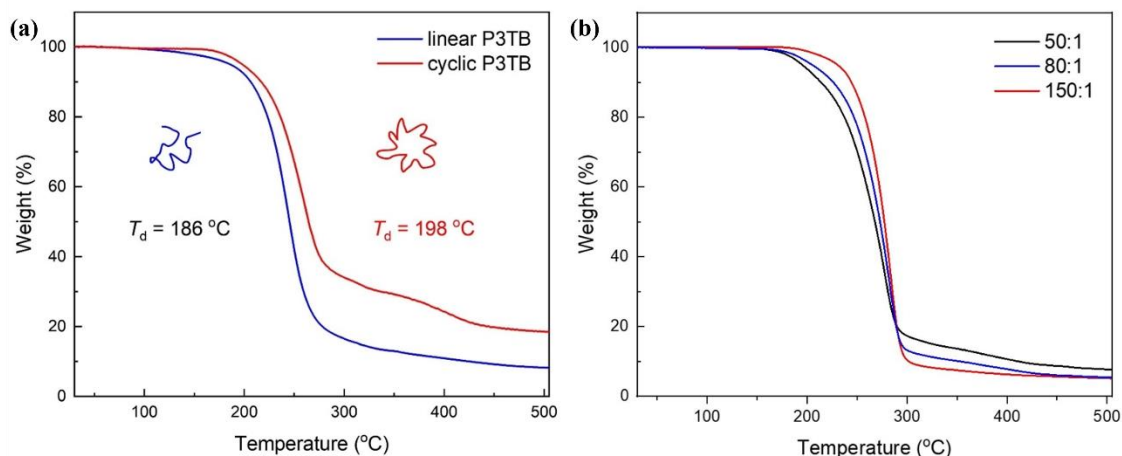 (a)
linear P3TB
cyclic P3TB
T_d = 186 °C
T_d = 198 °C
Weight (%)
100
80
60
40
20
0
100
200
300
400
500
Temperature (°C)
(b)
50:1
80:1
150:1
Weight (%)
100
80
60
40
20
0
100
200
300
400
500
Temperature (°C)